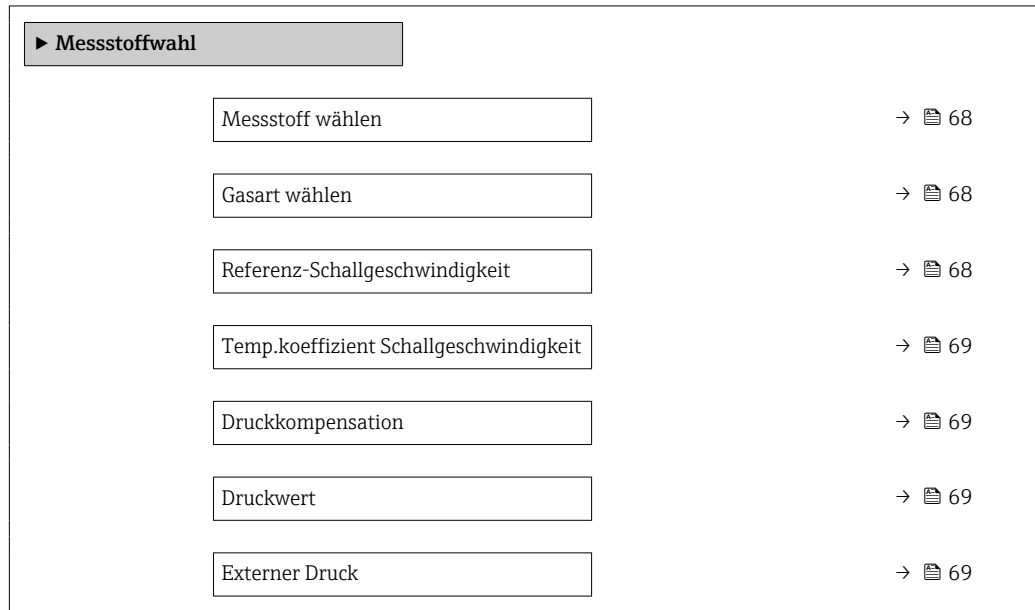 ▶ Messstoffwahl
Messstoff wählen → 68
Gasart wählen → 68
Referenz-Schallgeschwindigkeit → 68
Temp.koeffizient Schallgeschwindigkeit → 69
Druckkompensation → 69
Druckwert → 69
Externer Druck → 69